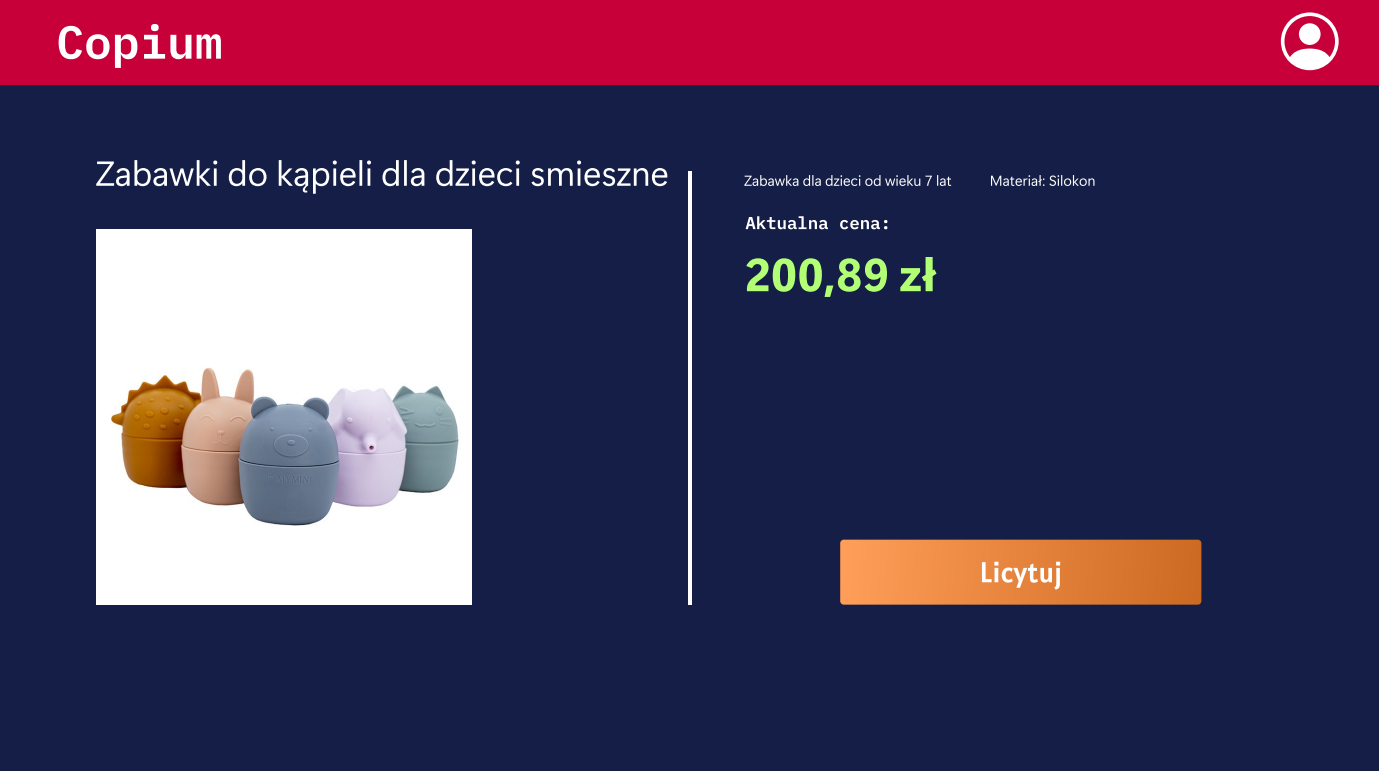 Copium
Zabawki do kąpieli dla dzieci smieszne
Zabawka dla dzieci od wieku 7 lat
Materiał: Silokon
Aktualna cena:
200,89 zł
Licytuj